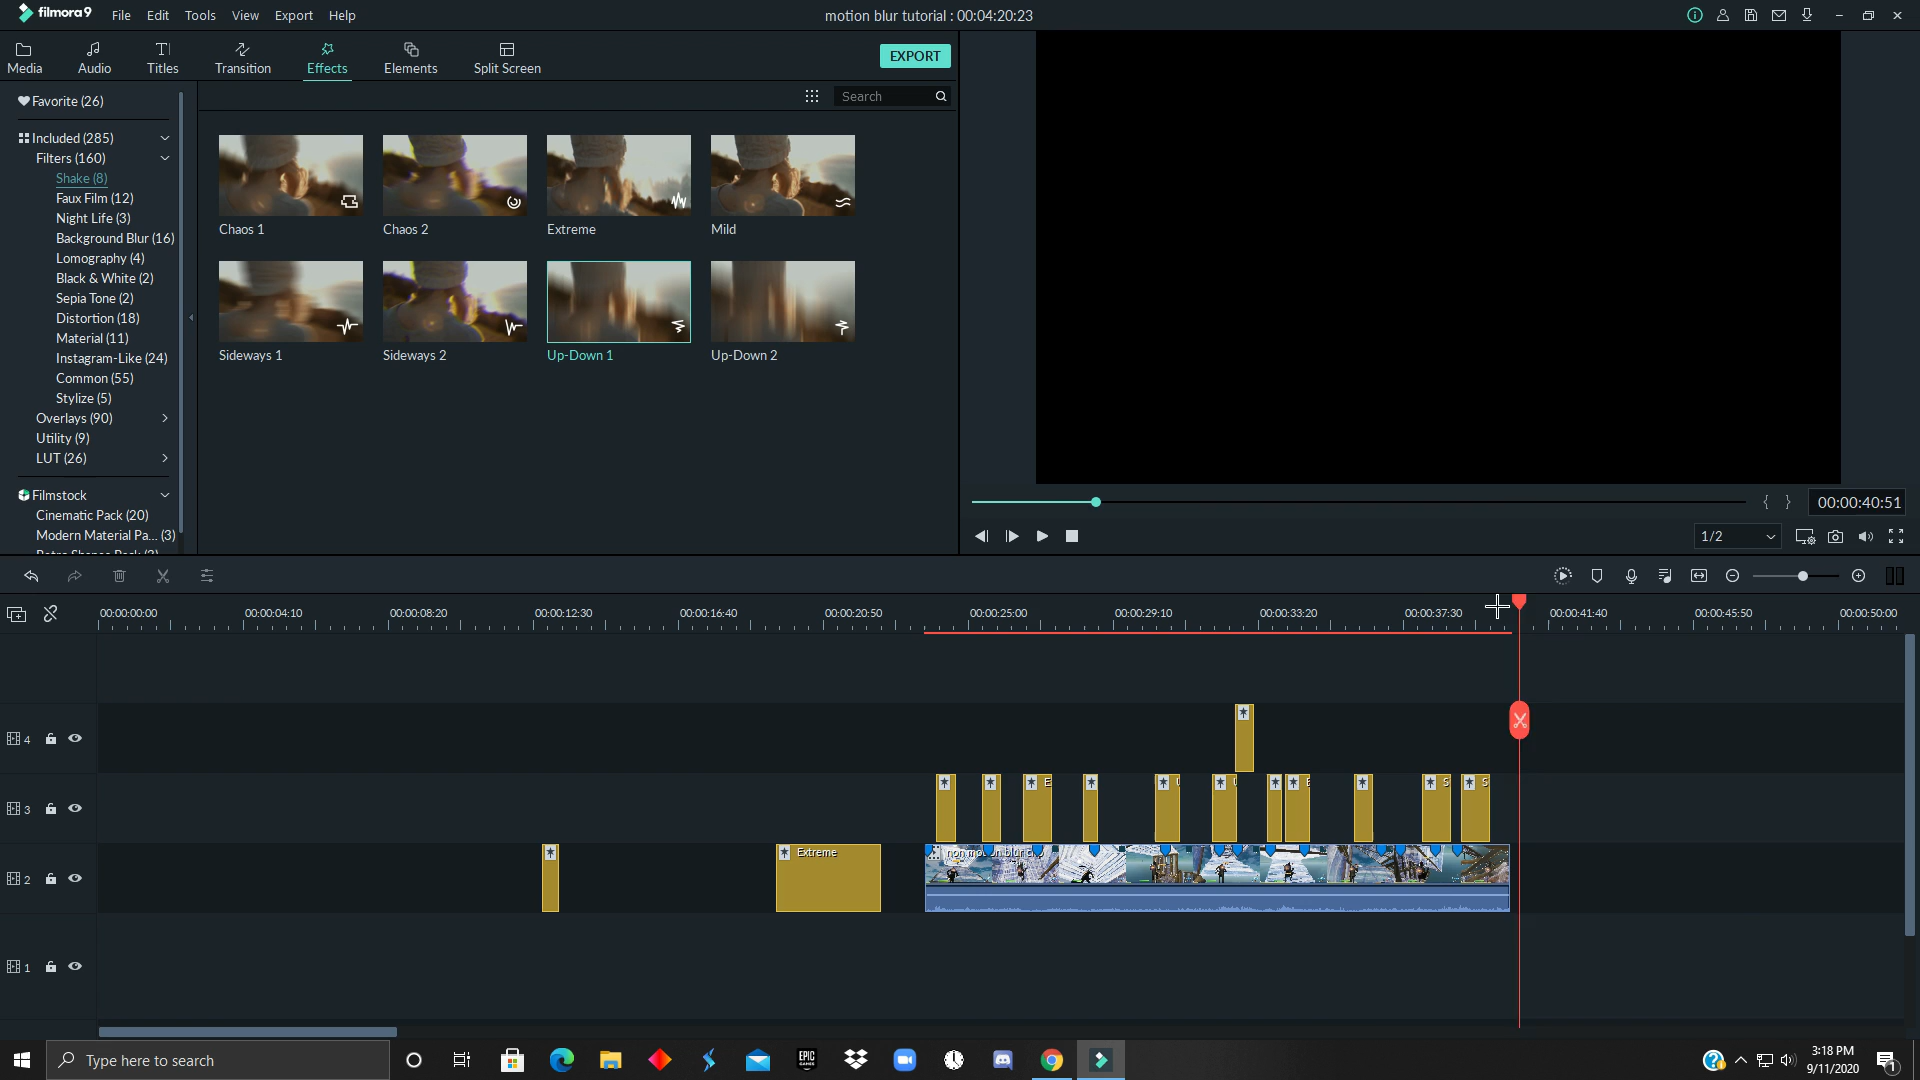 filmora9
File Edit Tools View Export Help
motion blur tutorial : 00:04:20:23
Media Audio Titles Transition Effects Elements Split Screen
EXPORT
Favorite (26)
Search
Included (285)
Filters (160)
Shake (8)
Faux Film (12)
Night Life (3)
Background Blur (16)
Lomography (4)
Black & White (2)
Sepia Tone (2)
Distortion (18)
Material (11)
Instagram-Like (24)
Common (55)
Stylize (5)
Overlays (90)
Utility (9)
LUT (26)
Filmstock
Cinematic Pack (20)
Modern Material Pa... (3)
Chaos 1 Chaos 2 Extreme Mild
Sideways 1 Sideways 2 Up-Down 1 Up-Down 2
00:00:40:51
1/2
00:00:00:00 00:00:04:10 00:00:08:20 00:00:12:30 00:00:16:40 00:00:20:50 00:00:25:00 00:00:29:10 00:00:33:20 00:00:37:30 00:00:41:40 00:00:45:50 00:00:50:00
4
3
E
S S
2
Extreme
1
Type here to search
EPIC GAMES
3:18 PM
9/11/2020
1